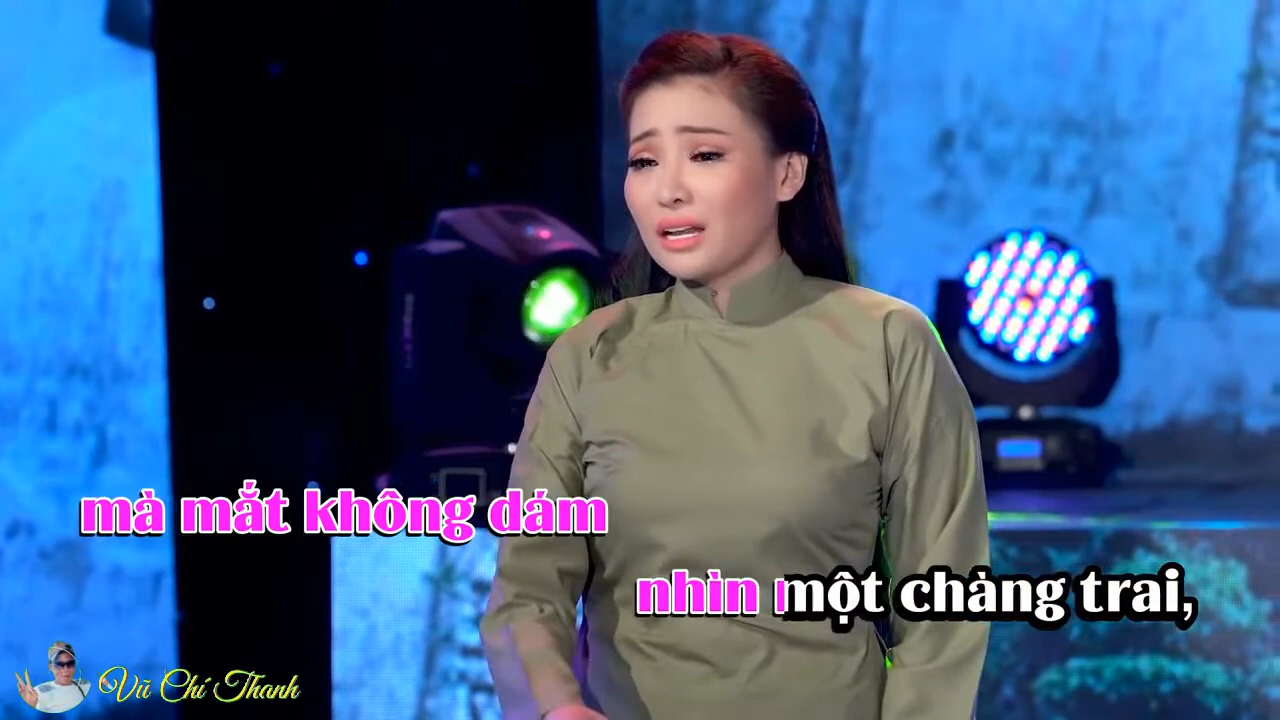 mà mắt không dám
nhìn một chàng trai,
Vũ Chí Thanh